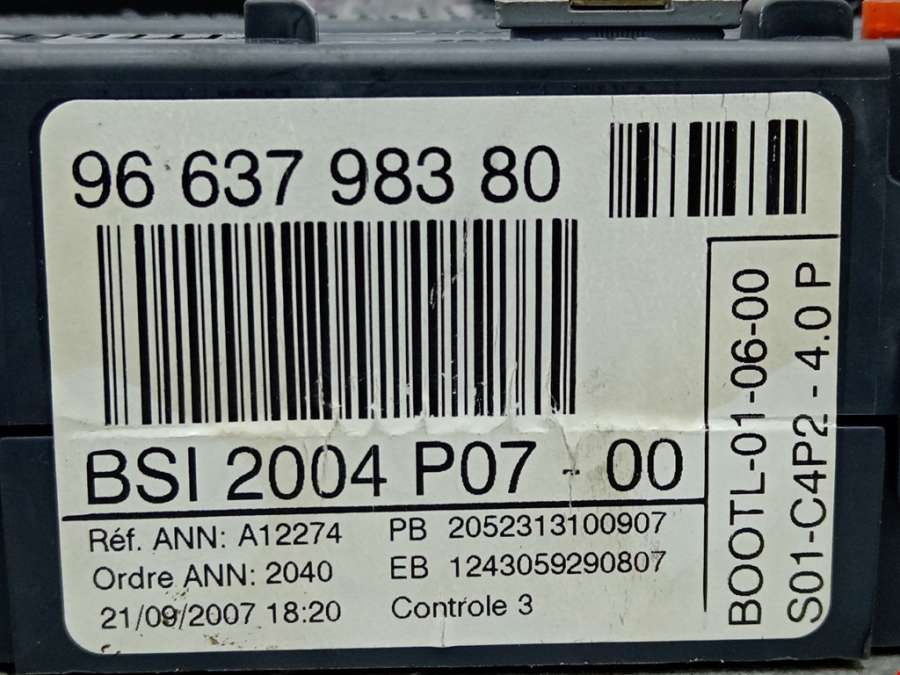 96 637 983 80
BSI 2004 P07 - 00
Réf. ANN: A12274
PB 2052313100907
Ordre ANN: 2040
EB 1243059290807
21/09/2007 18:20
Controle 3
BOOTL-01-06-00
S01-C4P2 - 4.0 P